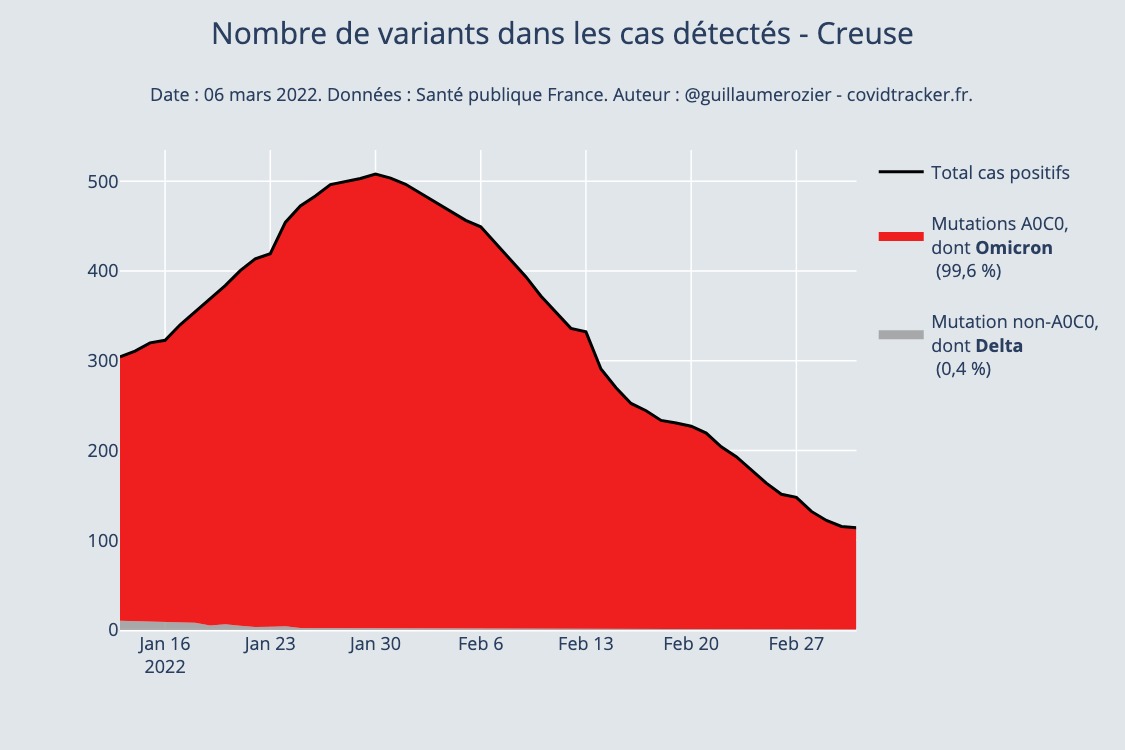 Nombre de variants dans les cas détectés - Creuse
Date : 06 mars 2022. Données : Santé publique France. Auteur : @guillaumerozier - covidtracker.fr.
500
400
300
200
100
0
Jan 16
2022
Jan 23
Jan 30
Feb 6
Feb 13
Feb 20
Feb 27
Total cas positifs
Mutations A0C0,
dont Omicron
(99,6 %)
Mutation non-A0C0,
dont Delta
(0,4 %)